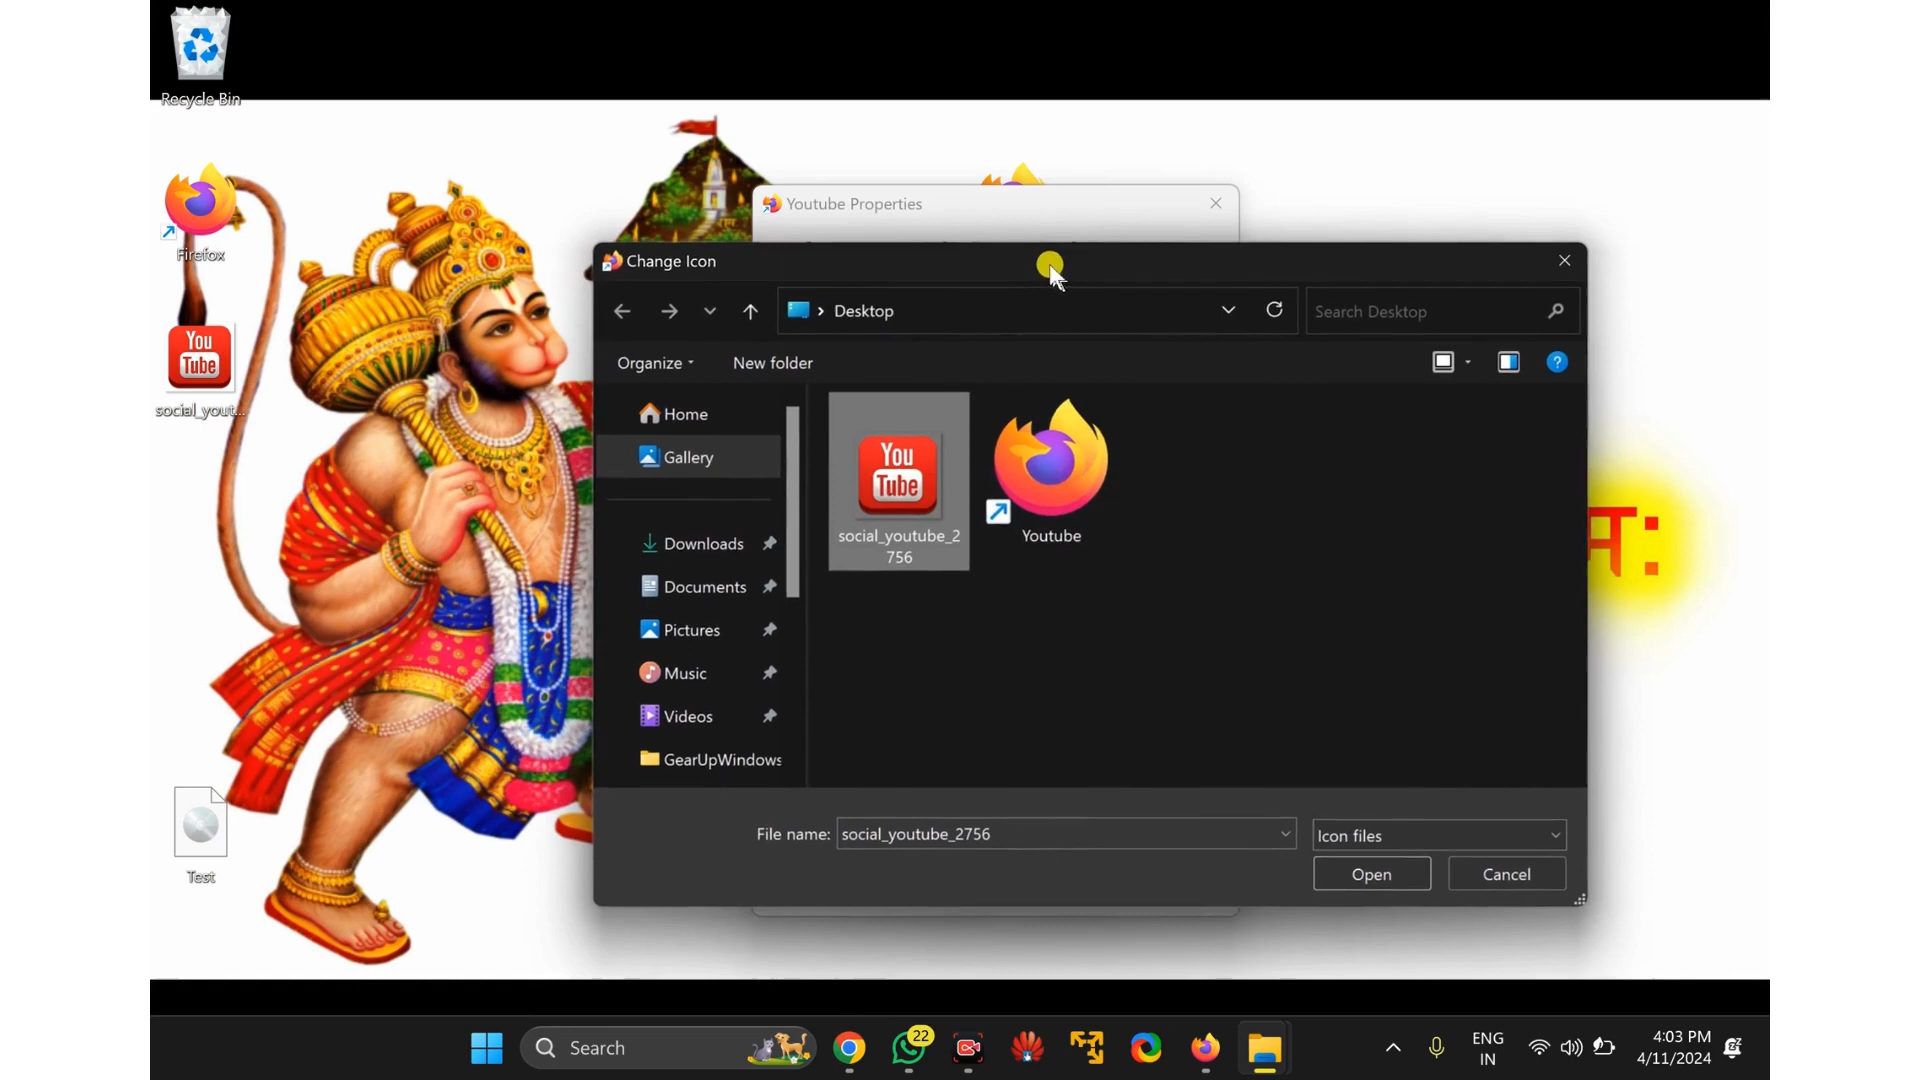 Recycle Bin
Firefox
You
Tube
social_yout...
Test
Youtube Properties
Change Icon
Desktop
Search Desktop
Organize
New folder
Home
Gallery
Downloads
Documents
Pictures
Music
Videos
GearUpWindows
You
Tube
social_youtube_2
756
Youtube
File name:
social_youtube_2756
Icon files
Open
Cancel
Search
22
ENG
IN
4:03 PM
4/11/2024